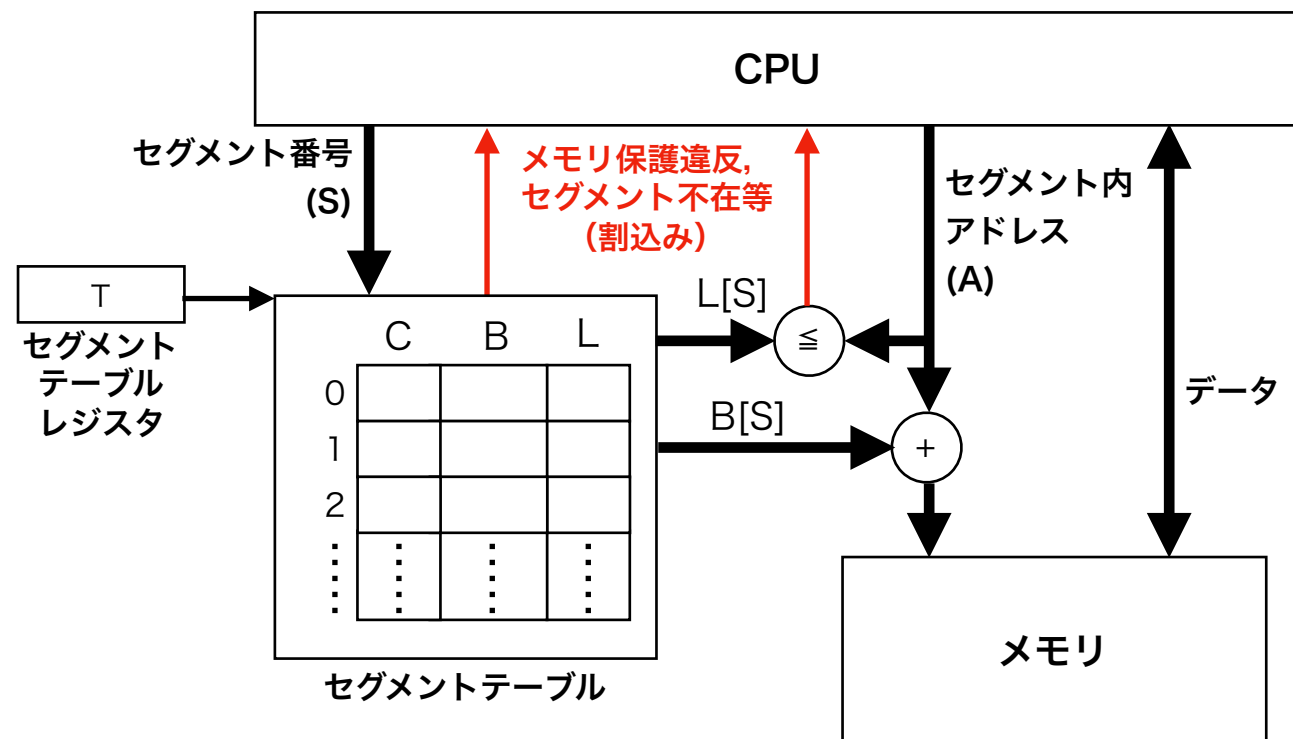 CPU
セグメント番号
(S)
メモリ保護違反,
セグメント不在等
（割込み）
セグメント内
アドレス
(A)
T
セグメント
テーブル
レジスタ
L[S]
≦
C B L
0
1
2
B[S]
+
データ
セグメントテーブル
メモリ